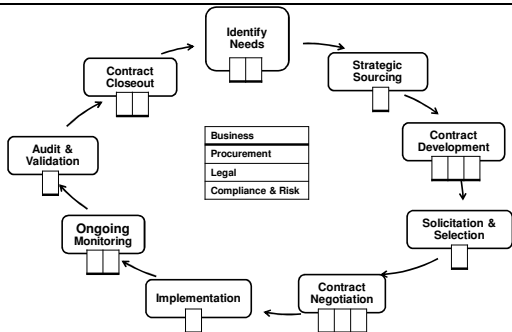 Identify
Needs
Strategic
Sourcing
Contract
Development
Solicitation &
Selection
Contract
Negotiation
Implementation
Ongoing
Monitoring
Audit &
Validation
Contract
Closeout
Business
Procurement
Legal
Compliance & Risk